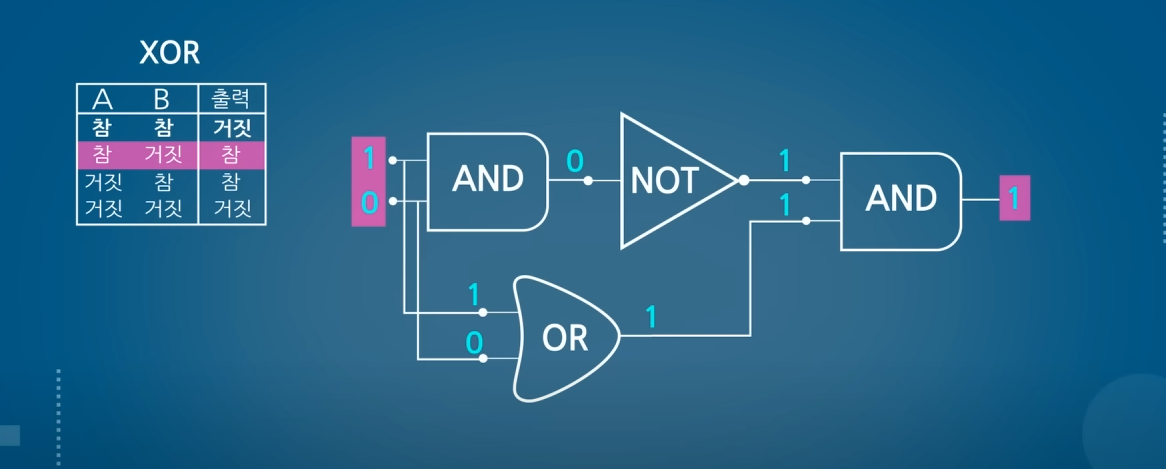 XOR
A B 출력
참 참 거짓
참 거짓 참
거짓 참 참
거짓 거짓 거짓
1
0
AND
0
NOT
1
1
AND
1
1
0
OR
1